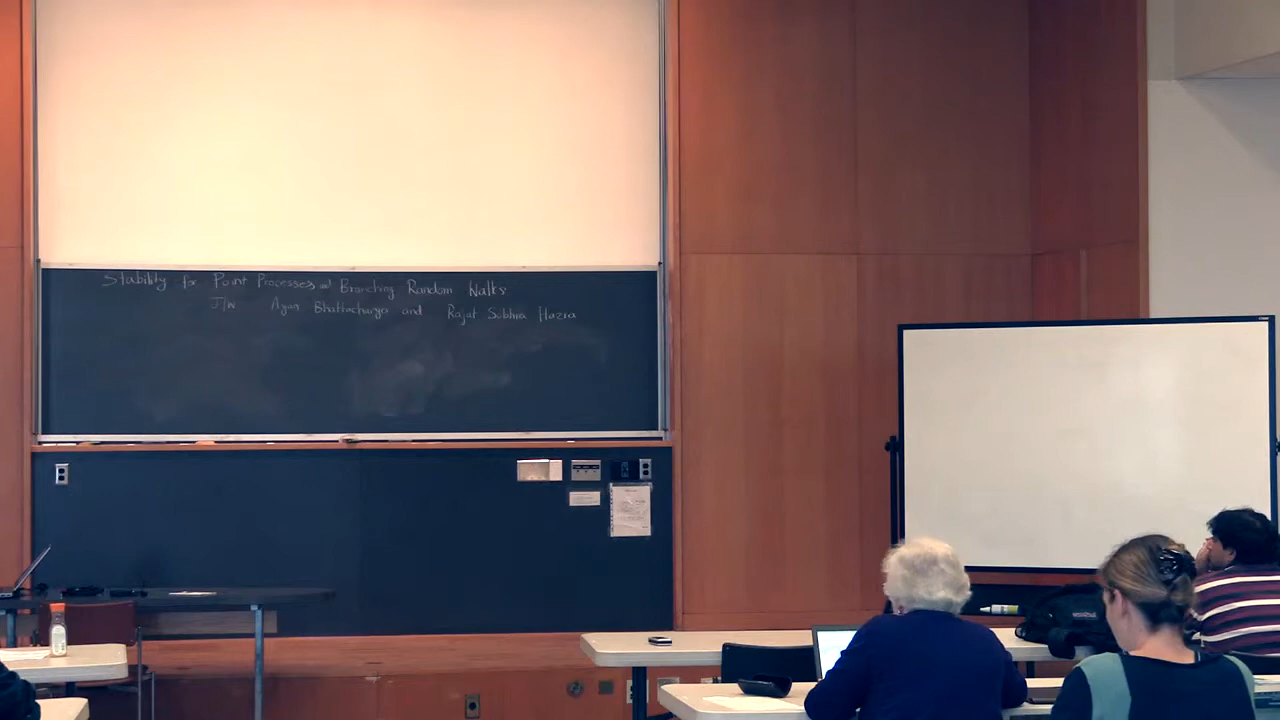 Stability for Point Processes and Branching Random Walks
J/w Ayan Bhattacharya and Rajat Subhra Hazra